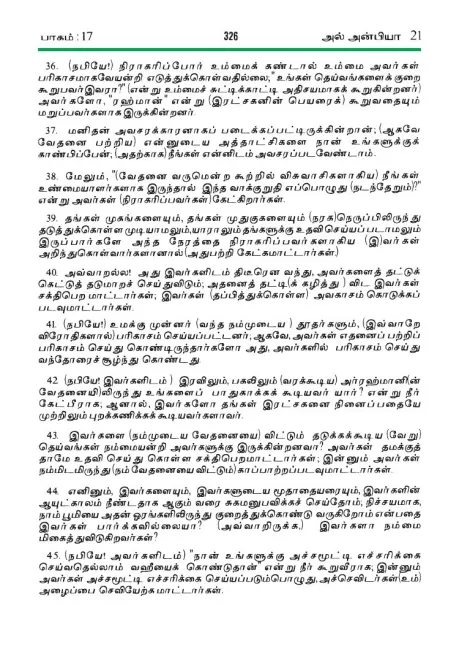 பாகம் : 17 326 அல் அன்பியா 21
36. (நபியே!) நிராகரிப்போர் உம்மைக் கண்டால் உம்மை அவர்கள்
பரிகாசமாகவேயன்றி எடுத்துக்கொள்வதில்லை; "உங்கள் தெய்வங்களைக் குறை
கூறுபவர்இவரா?" (என்று உம்மைச் சுட்டிக்காட்டி அதிசயமாகக் கூறுகின்றனர்)
அவர்களோ, "ரஹ்மான்" என்று (இரட்சகனின் பெயரைக்) கூறுவதையும்
மறுப்பவர்களாக இருக்கின்றனர்.
37. மனிதன் அவசரக்காரனாகப் படைக்கப்பட்டிருக்கின்றான்; (ஆகவே
வேதனை பற்றிய) என்னுடைய அத்தாட்சிகளை நான் உங்களுக்குக்
காண்பிப்பேன்; (அதற்காக) நீங்கள் என்னிடம் அவசரப்படவேண்டாம்.
38. மேலும், "(வேதனை வருமென்ற கூற்றில் விசுவாசிகளாகிய) நீங்கள்
உண்மையாளர்களாக இருந்தால் இந்த வாக்குறுதி எப்பொழுது (நடந்தேறும்)?"
என்று அவர்கள் (நிராகரிப்பவர்கள்) கேட்கிறார்கள்.
39. தங்கள் முகங்களையும், தங்கள் முதுகுகளையும் (நரக)நெருப்பிலிருந்து
தடுத்துக்கொள்ள முடியாமலும்,யாராலும் தங்களுக்கு உதவிசெய்யப்படாமலும்
இருப்பார்களே அந்த நேரத்தை நிராகரிப்பவர்களாகிய (இ)வர்கள்
அறிந்துகொள்வார்களானால் (அதுபற்றி கேட்கமாட்டார்கள்.)
40. அவ்வாறல்ல! அது இவர்களிடம் திடீரென வந்து, அவர்களைத் தட்டுக்
கெட்டுத் தடுமாறச் செய்துவிடும்; அதனைத் தட்டி(க் கழித்து) விட இவர்கள்
சக்திபெற மாட்டார்கள்; இவர்கள் (தப்பித்துக்கொள்ள) அவகாசம் கொடுக்கப்
படவுமாட்டார்கள்.
41. (நபியே!) உமக்கு முன்னர் (வந்த நம்முடைய) தூதர்களும், (இவ்வாறே
விரோதிகளால்) பரிகாசம் செய்யப்பட்டனர்; ஆகவே, அவர்கள் எதனைப் பற்றிப்
பரிகாசம் செய்து கொண்டிருந்தார்களோ அது, அவர்களில் பரிகாசம் செய்து
வந்தோரைச் சூழ்ந்து கொண்டது.
42. (நபியே! இவர்களிடம்) இரவிலும், பகலிலும் (வரக்கூடிய) அர்ரஹ்மானி(ன்
வேதனையி)லிருந்து உங்களைப் பாதுகாக்கக் கூடியவர் யார்? என்று நீர்
கேட்பீராக; ஆனால், இவர்களோ தங்கள் இரட்சகனை நினைப்பதையே
முற்றிலும் புறக்கணிக்கக் கூடியவர்களாவர்.
43. இவர்களை (நம்முடைய வேதனையை) விட்டும் தடுக்கக்கூடிய (வேறு)
தெய்வங்கள் நம்மையன்றி அவர்களுக்கு இருக்கின்றனவா? அவர்கள் தமக்குத்
தாமே உதவி செய்து கொள்ள சக்திபெறமாட்டார்கள்; இன்னும் அவர்கள்
நம்மிடமிருந்து (நம் வேதனையை விட்டும்) காப்பாற்றப்படவுமாட்டார்கள்.
44. எனினும், இவர்களையும், இவர்களுடைய மூதாதையரையும், இவர்களின்
ஆயுட்காலம் நீண்டதாக ஆகும் வரை சுகமனுபவிக்கச் செய்தோம்; நிச்சயமாக,
நாம்பூமியை அதன் ஓரங்களிலிருந்து குறைத்துக்கொண்டு வருகிறோம் என்பதை
இவர்கள் பார்க்கவில்லையா? (அவ்வாறிருக்க,) இவர்களா நம்மை
மிகைத்துவிடுகிறவர்கள்?
45. (நபியே! அவர்களிடம்) "நான் உங்களுக்கு அச்சமூட்டி எச்சரிக்கை
செய்வதெல்லாம் வஹீயைக் கொண்டுதான்" என்று நீர் கூறுவீராக; இன்னும்
அவர்கள் அச்சமூட்டி எச்சரிக்கை செய்யப்படும்பொழுது, அச்செவிடர்கள் (உம்)
அழைப்பை செவியேற்கமாட்டார்கள்.